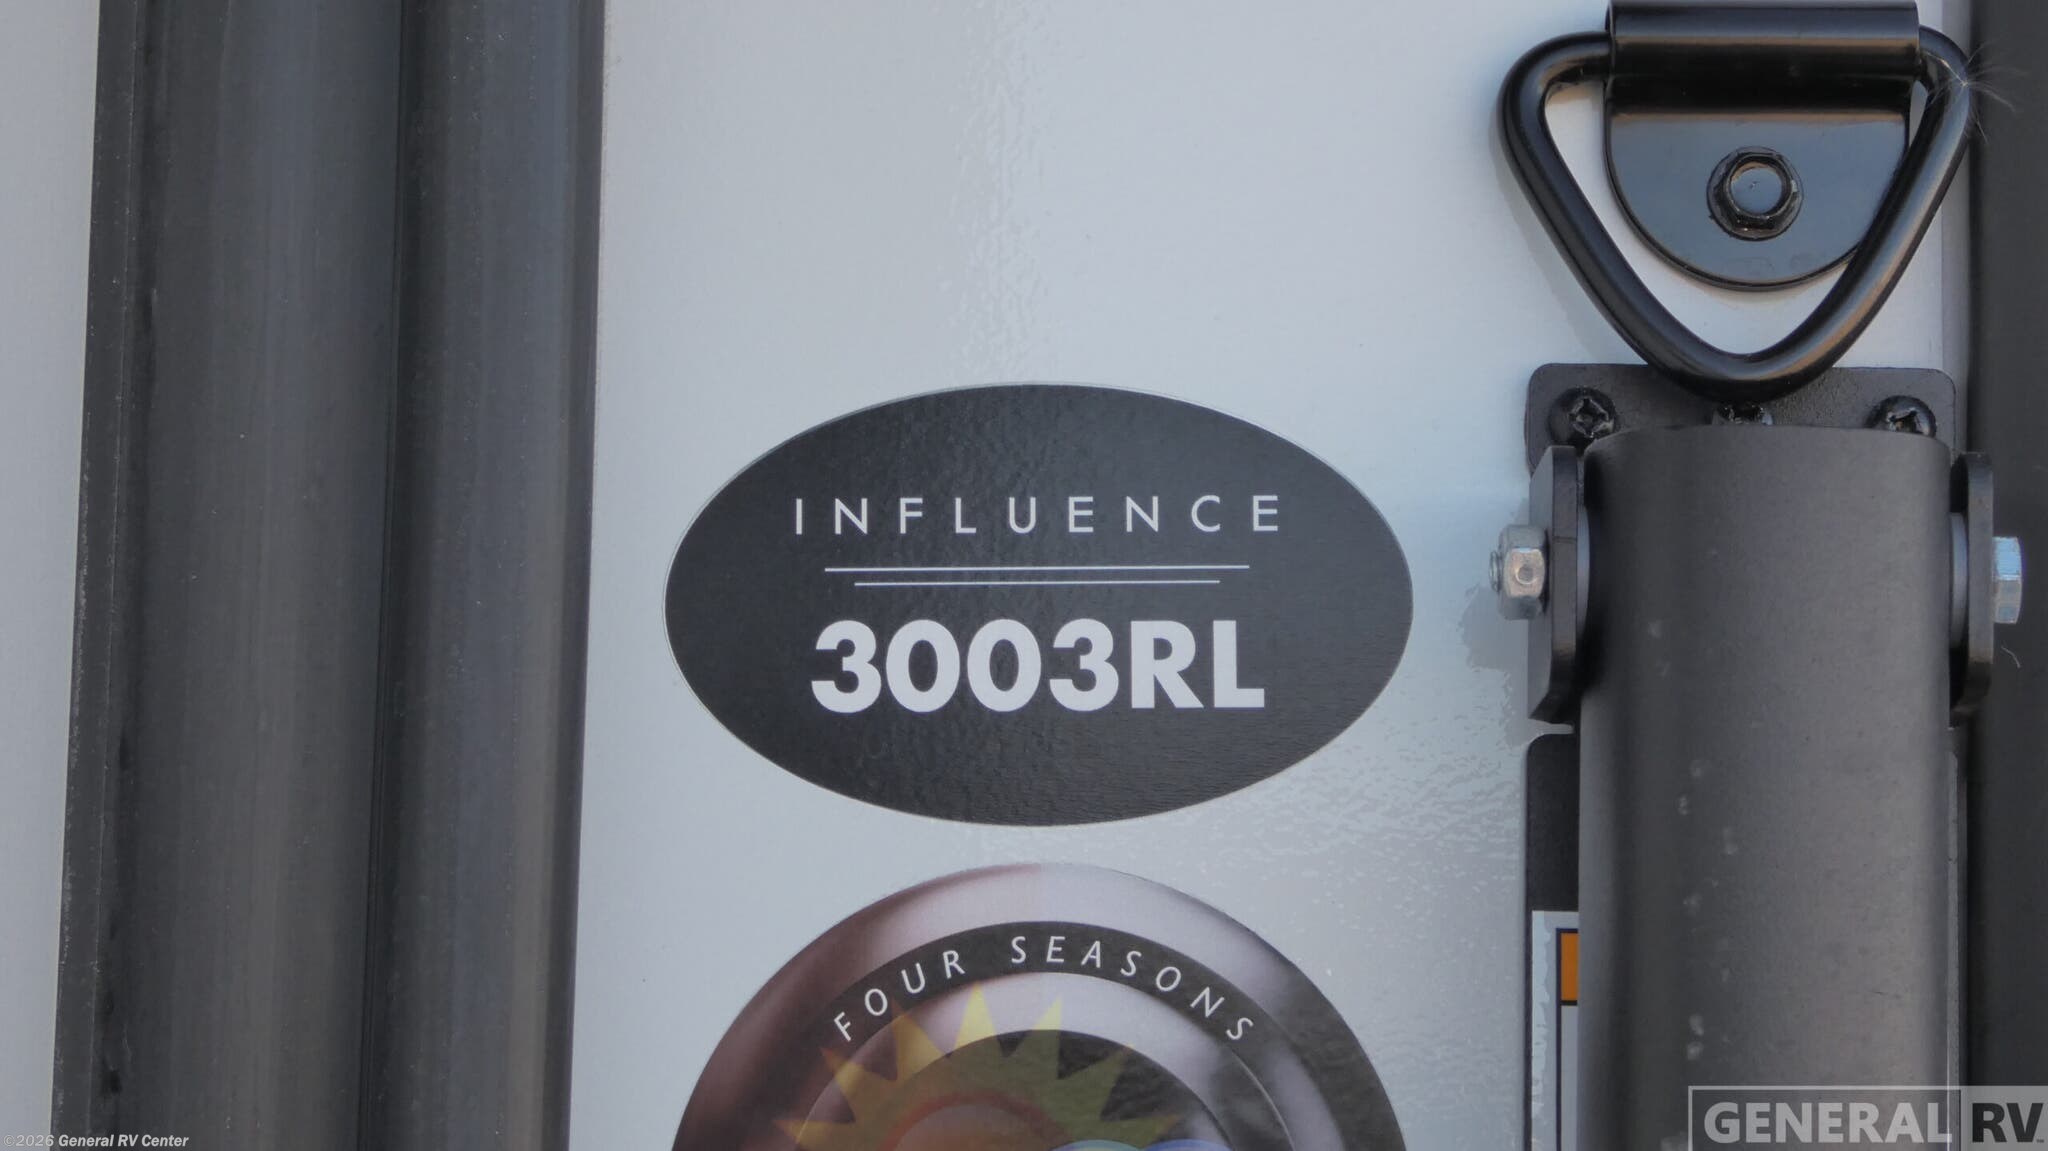 INFLUENCE
3003RL
FOUR SEASONS
©2026 General RV Center
GENERAL RV